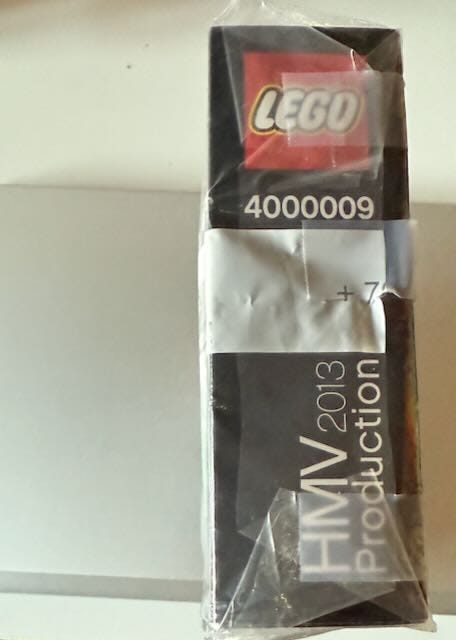 LEGO
4000009
+ 7
HMV 2013
Production